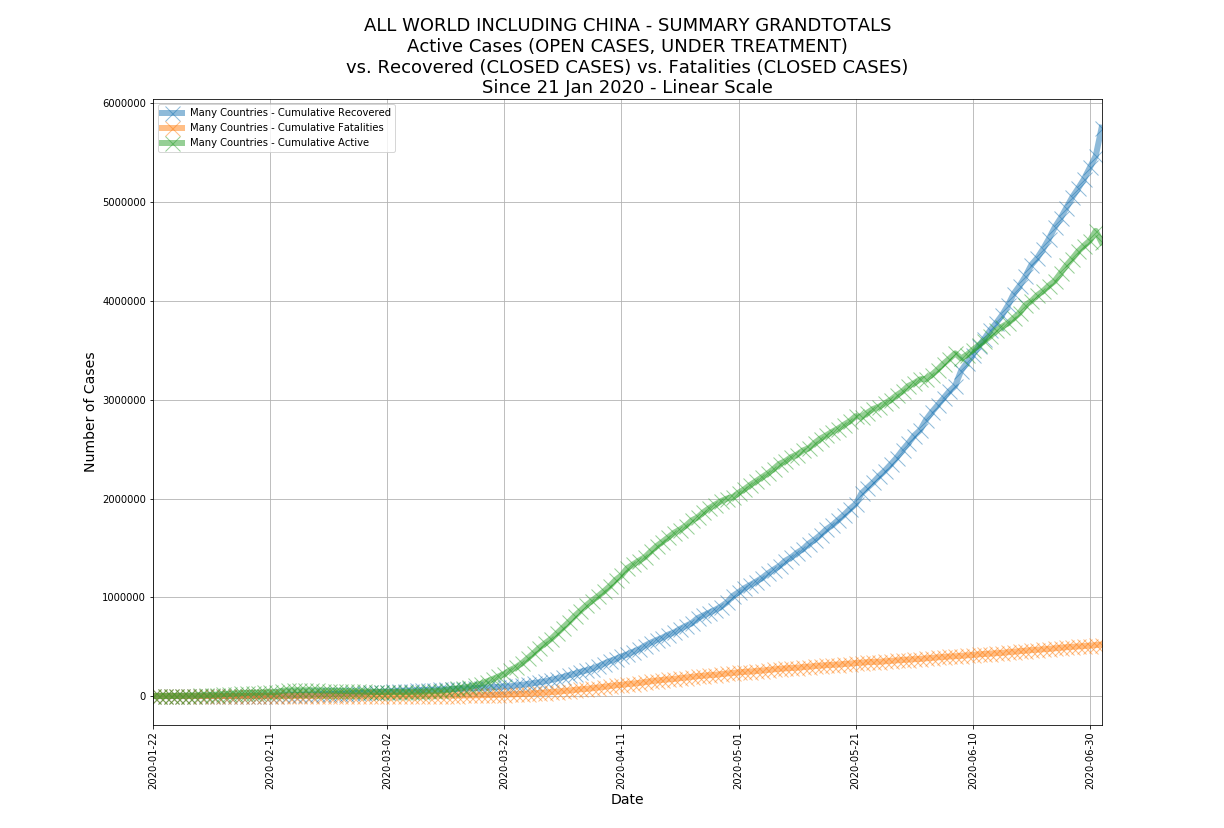 ALL WORLD INCLUDING CHINA - SUMMARY GRANDTOTALS
Active Cases (OPEN CASES, UNDER TREATMENT)
vs. Recovered (CLOSED CASES) vs. Fatalities (CLOSED CASES)
Since 21 Jan 2020 - Linear Scale
Many Countries - Cumulative Recovered
Many Countries - Cumulative Fatalities
Many Countries - Cumulative Active
6000000
5000000
4000000
3000000
2000000
1000000
0
Number of Cases
2020-01-22
2020-02-11
2020-03-02
2020-03-22
2020-04-11
2020-05-01
2020-05-21
2020-06-10
2020-06-30
Date